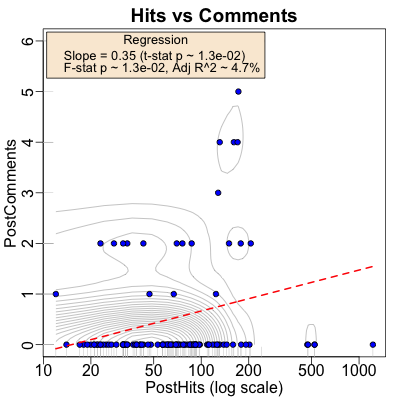 Hits vs Comments
Regression
Slope = 0.35 (t-stat p ~ 1.3e-02)
F-stat p ~ 1.3e-02, Adj R^2 ~ 4.7%
PostComments
6
5
4
3
2
1
0
10 20 50 100 200 500 1000
PostHits (log scale)